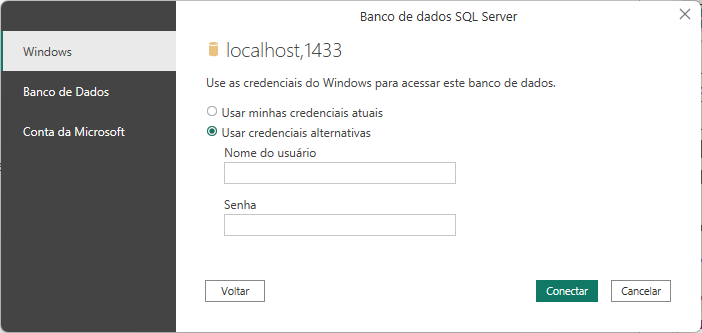 Banco de dados SQL Server
Windows
Banco de Dados
Conta da Microsoft
localhost,1433
Use as credenciais do Windows para acessar este banco de dados.
Usar minhas credenciais atuais
Usar credenciais alternativas
Nome do usuário
Senha
Voltar
Conectar
Cancelar